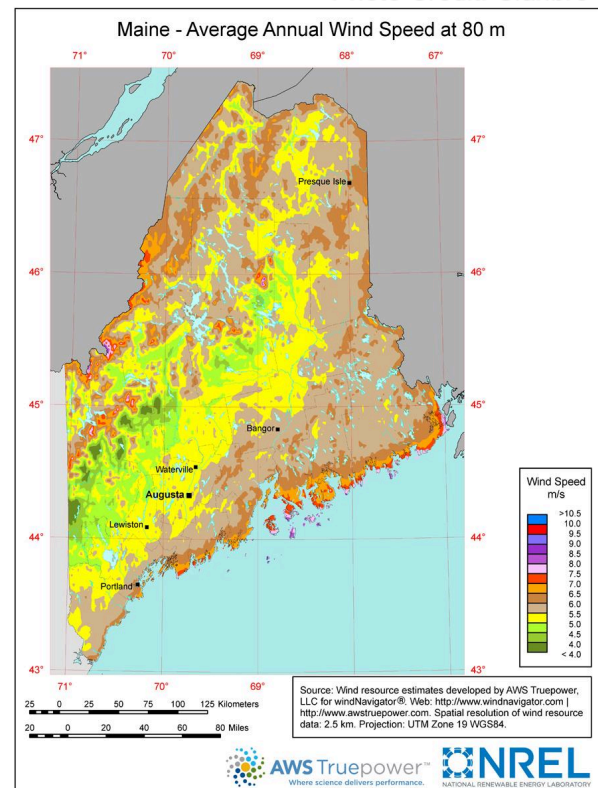 Maine - Average Annual Wind Speed at 80 m
71°
70°
69°
68°
67°
47°
47°
Presque Isle
46°
46°
45°
45°
Bangor
Waterville
Augusta
Lewiston
44°
44°
Portland
43°
43°
71°
70°
69°
68°
67°
Wind Speed
m/s
>10.5
10.0
9.5
9.0
8.5
8.0
7.5
7.0
6.5
6.0
5.5
5.0
4.5
4.0
< 4.0
25 0 25 50 75 100 125 Kilometers
20 0 20 40 60 80 Miles
Source: Wind resource estimates developed by AWS Truepower,
LLC for windNavigator®. Web: http://www.windnavigator.com |
http://www.awstruepower.com. Spatial resolution of wind resource
data: 2.5 km. Projection: UTM Zone 19 WGS84.
AWS Truepower™
Where science delivers performance.
NREL
NATIONAL RENEWABLE ENERGY LABORATORY